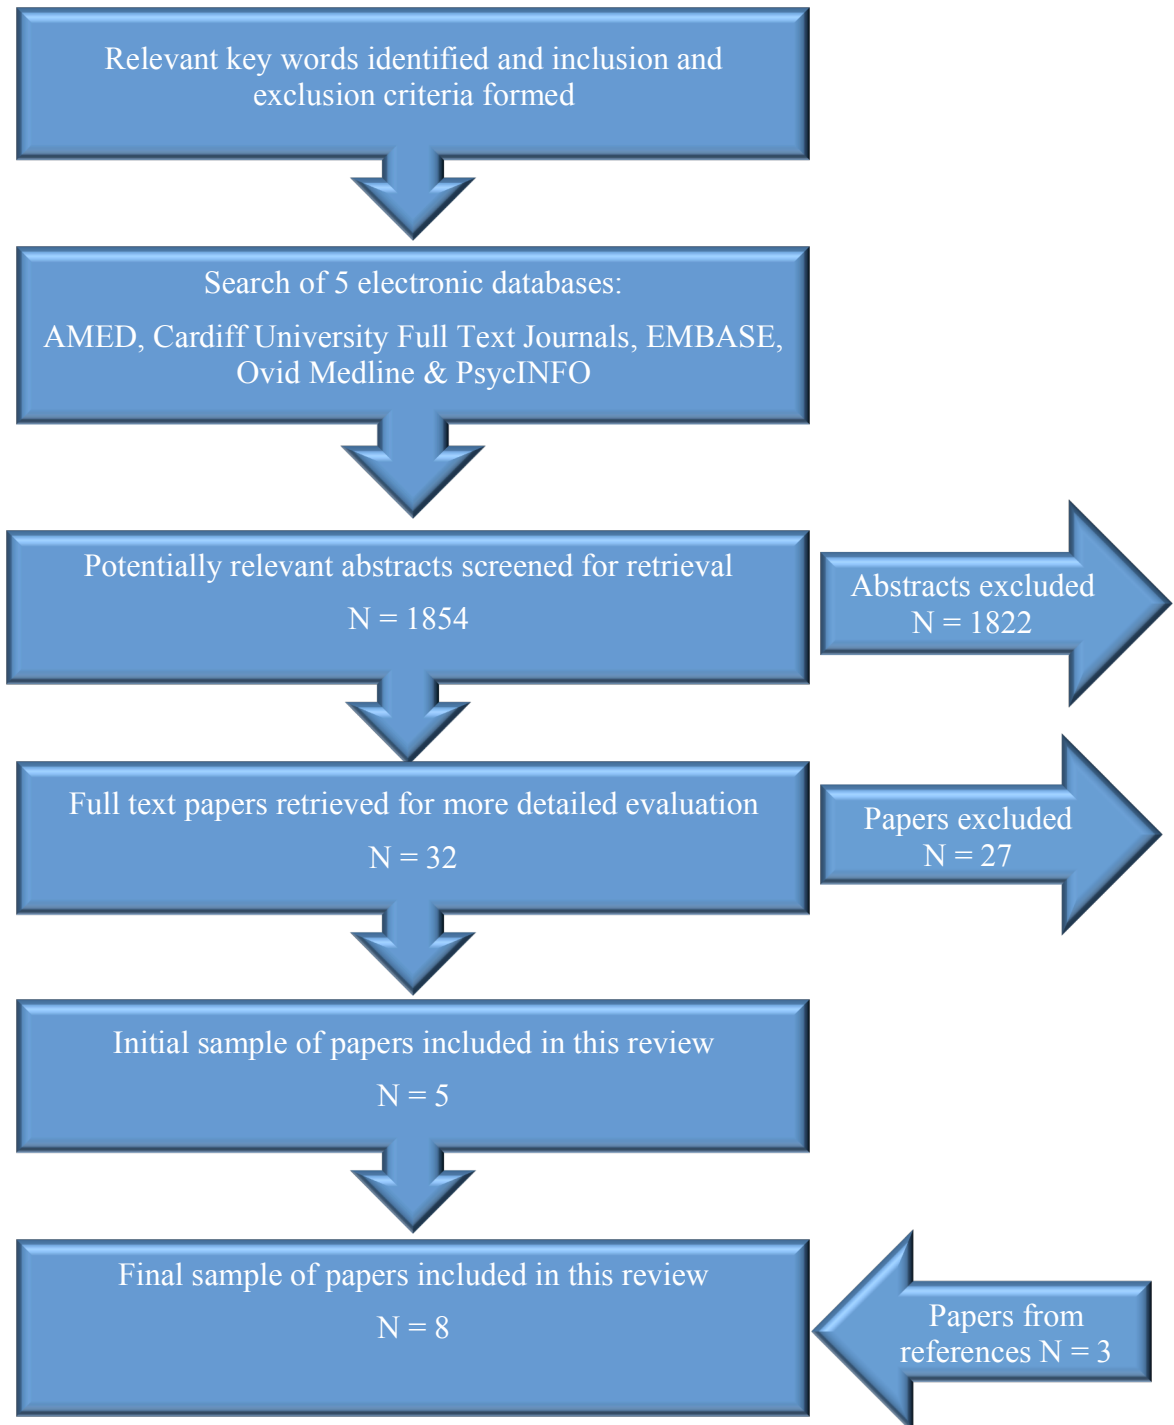 Relevant key words identified and inclusion and
exclusion criteria formed
Search of 5 electronic databases:
AMED, Cardiff University Full Text Journals, EMBASE,
Ovid Medline & PsycINFO
Potentially relevant abstracts screened for retrieval
N = 1854
Abstracts excluded
N = 1822
Full text papers retrieved for more detailed evaluation
N = 32
Papers excluded
N = 27
Initial sample of papers included in this review
N = 5
Final sample of papers included in this review
N = 8
Papers from
references N = 3